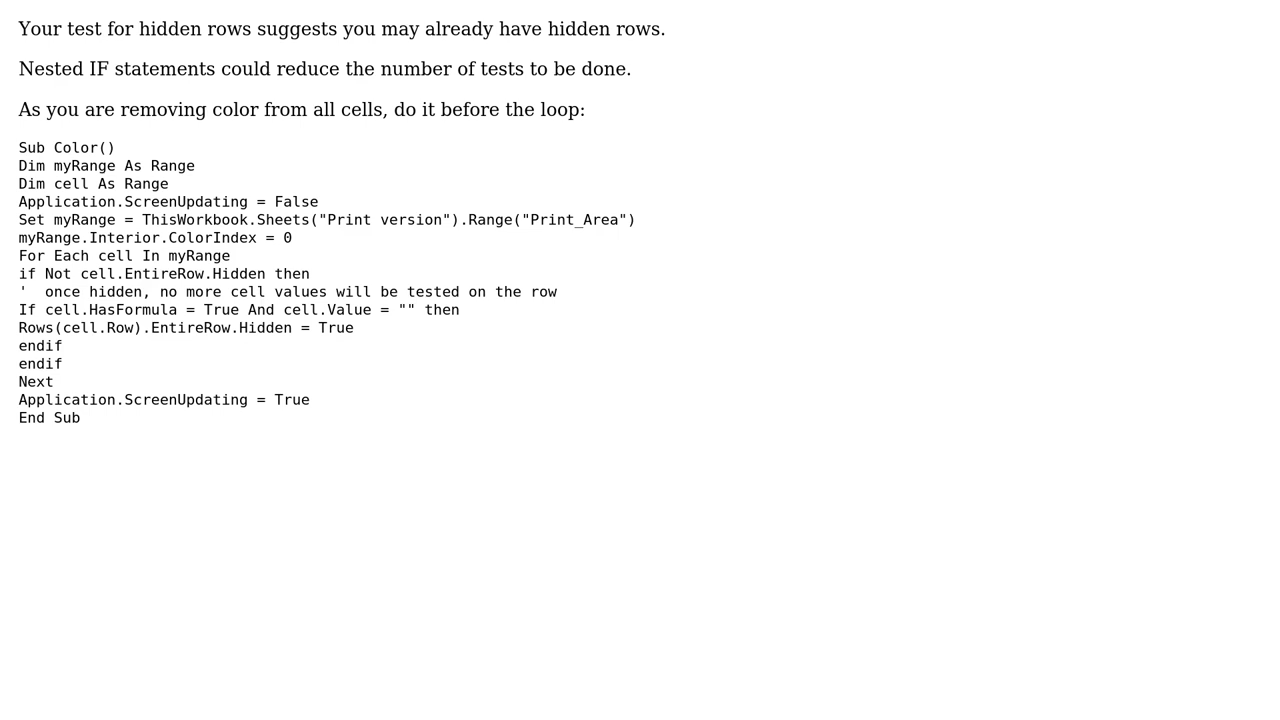 Your test for hidden rows suggests you may already have hidden rows.
Nested IF statements could reduce the number of tests to be done.
As you are removing color from all cells, do it before the loop:
Sub Color()
Dim myRange As Range
Dim cell As Range
Application.ScreenUpdating = False
Set myRange = ThisWorkbook.Sheets("Print version").Range("Print_Area")
myRange.Interior.ColorIndex = 0
For Each cell In myRange
if Not cell.EntireRow.Hidden then
'  once hidden, no more cell values will be tested on the row
If cell.HasFormula = True And cell.Value = "" then
Rows(cell.Row).EntireRow.Hidden = True
endif
endif
Next
Application.ScreenUpdating = True
End Sub